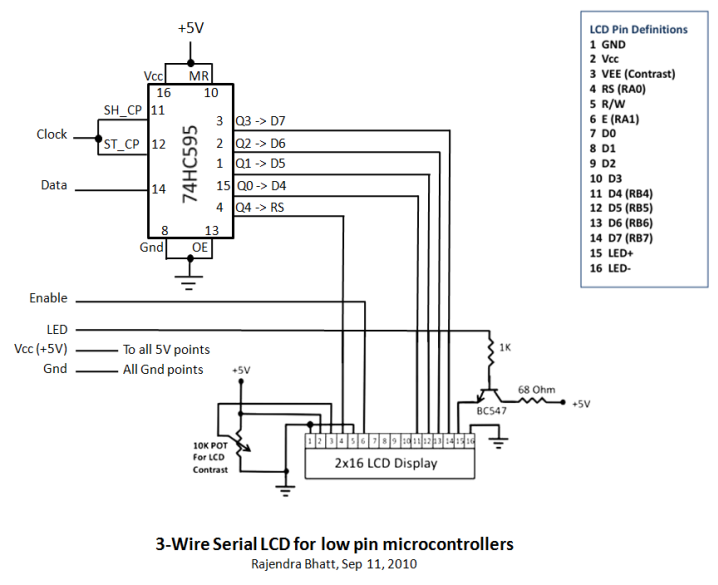 +5V
LCD Pin Definitions
1 GND
2 Vcc
3 VEE (Contrast)
4 RS (RA0)
5 R/W
6 E (RA1)
7 D0
8 D1
9 D2
10 D3
11 D4 (RB4)
12 D5 (RB5)
13 D6 (RB6)
14 D7 (RB7)
15 LED+
16 LED-
Vcc MR
16 10
SH_CP 11
Clock
ST_CP 12
Data
14
74HC595
3 Q3 -> D7
2 Q2 -> D6
1 Q1 -> D5
15 Q0 -> D4
4 Q4 -> RS
8 13
Gnd OE
Enable
LED
Vcc (+5V) To all 5V points
Gnd All Gnd points
+5V
1K
68 Ohm
+5V
BC547
10K POT
For LCD
Contrast
1 2 3 4 5 6 7 8 9 10 11 12 13 14 15 16
2x16 LCD Display
3-Wire Serial LCD for low pin microcontrollers
Rajendra Bhatt, Sep 11, 2010